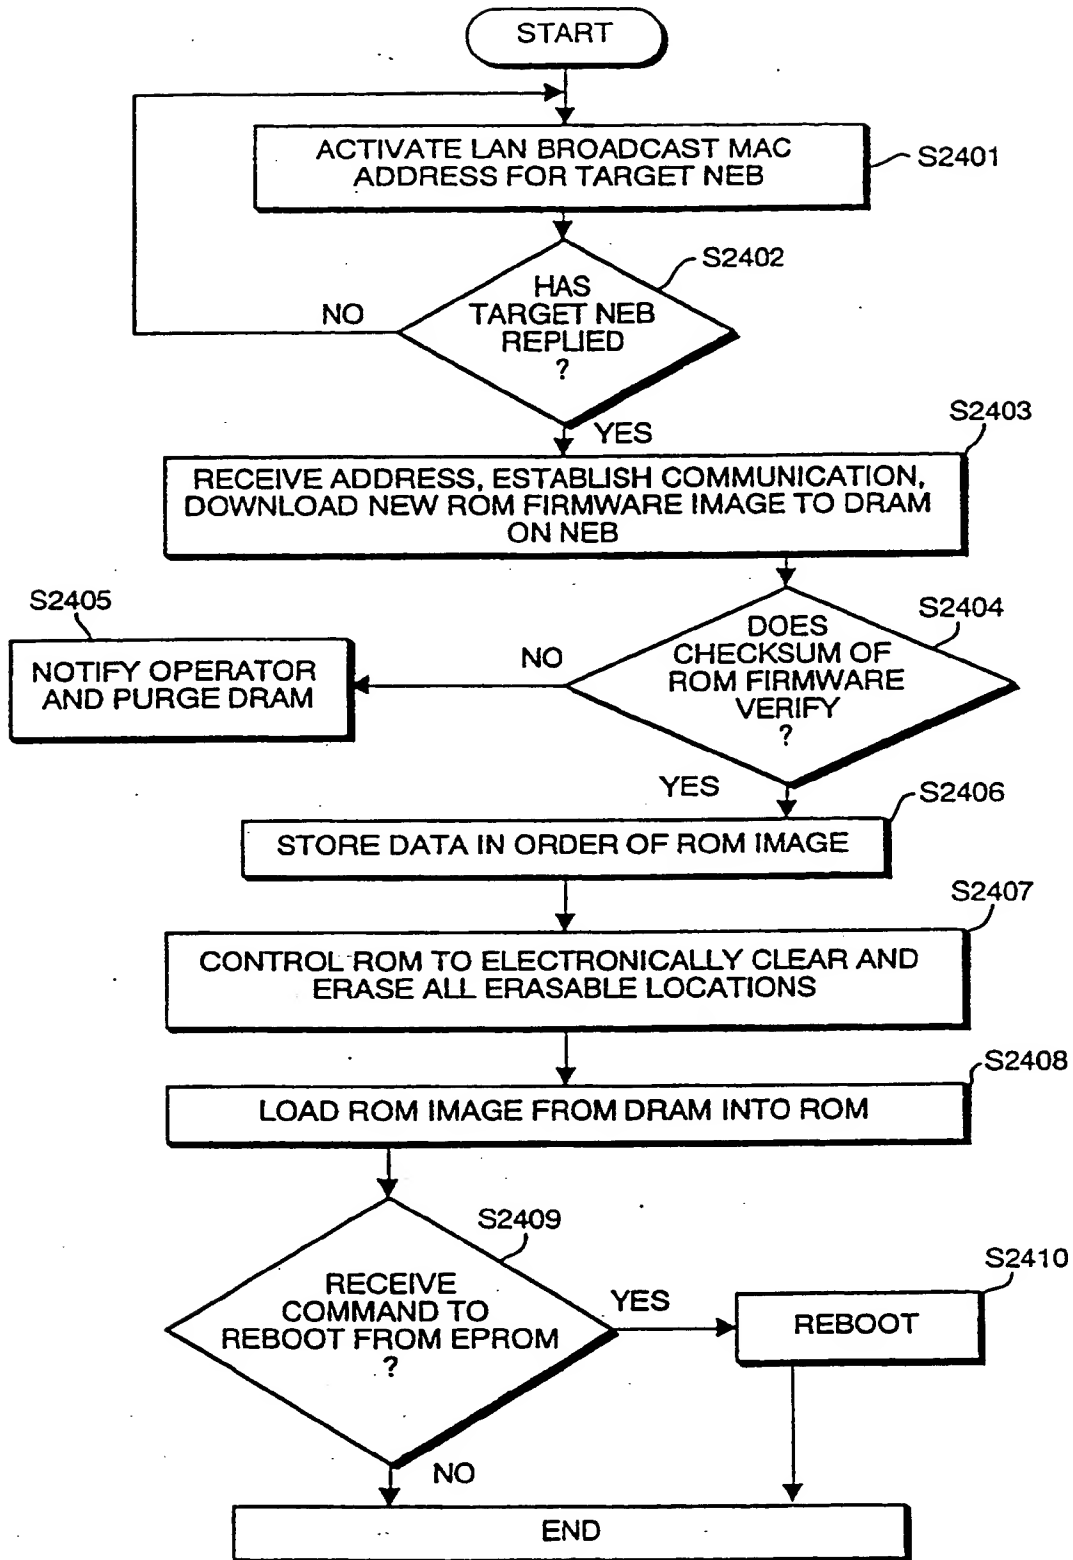 START
ACTIVATE LAN BROADCAST MAC
ADDRESS FOR TARGET NEB
S2401
S2402
HAS
TARGET NEB
REPLIED
?
NO
YES
S2403
RECEIVE ADDRESS, ESTABLISH COMMUNICATION,
DOWNLOAD NEW ROM FIRMWARE IMAGE TO DRAM
ON NEB
S2404
DOES
CHECKSUM OF
ROM FIRMWARE
VERIFY
?
NO
S2405
NOTIFY OPERATOR
AND PURGE DRAM
YES
S2406
STORE DATA IN ORDER OF ROM IMAGE
S2407
CONTROL ROM TO ELECTRONICALLY CLEAR AND
ERASE ALL ERASABLE LOCATIONS
S2408
LOAD ROM IMAGE FROM DRAM INTO ROM
S2409
RECEIVE
COMMAND TO
REBOOT FROM EPROM
?
YES
S2410
REBOOT
NO
END